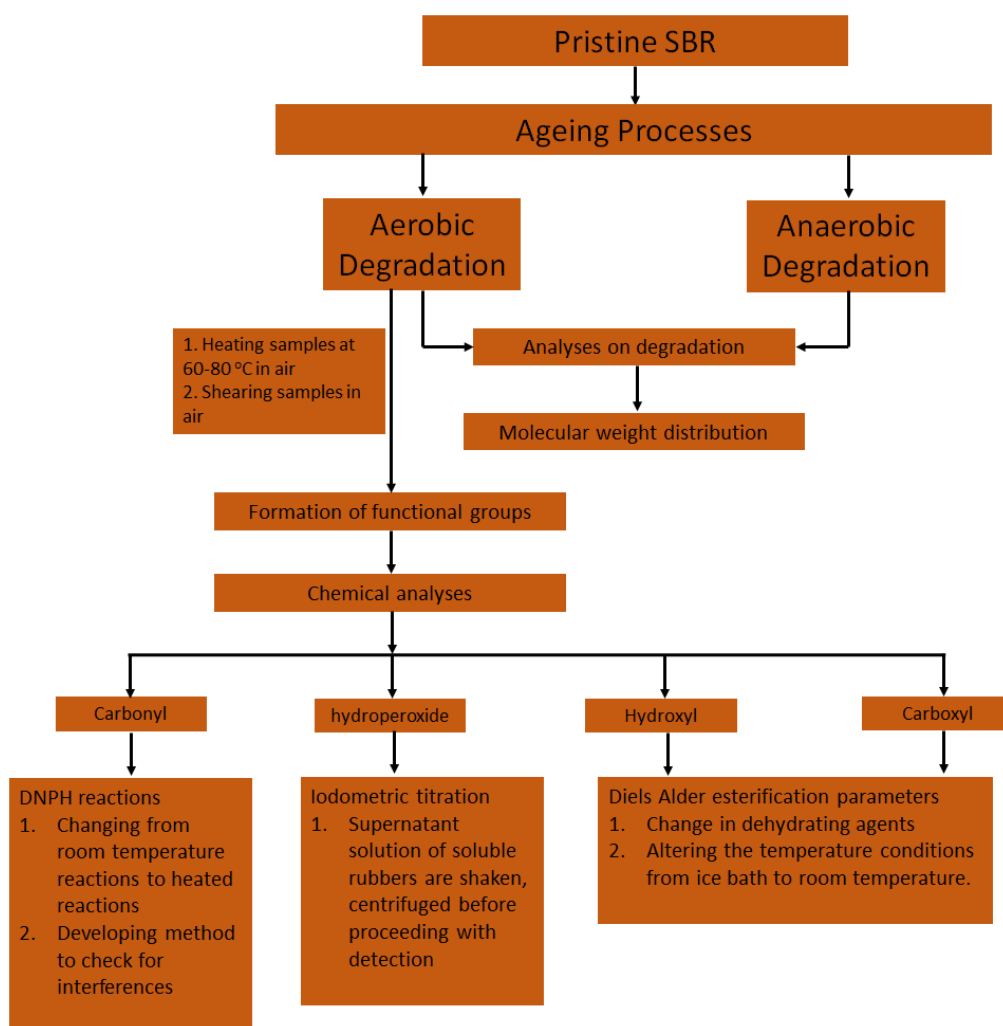 Pristine SBR
Ageing Processes
Aerobic
Degradation
Anaerobic
Degradation
1. Heating samples at
60-80 ºC in air
2. Shearing samples in
air
Analyses on degradation
Molecular weight distribution
Formation of functional groups
Chemical analyses
Carbonyl
hydroperoxide
Hydroxyl
Carboxyl
DNPH reactions
1. Changing from
room temperature
reactions to heated
reactions
2. Developing method
to check for
interferences
Iodometric titration
1. Supernatant
solution of soluble
rubbers are shaken,
centrifuged before
proceeding with
detection
Diels Alder esterification parameters
1. Change in dehydrating agents
2. Altering the temperature conditions
from ice bath to room temperature.